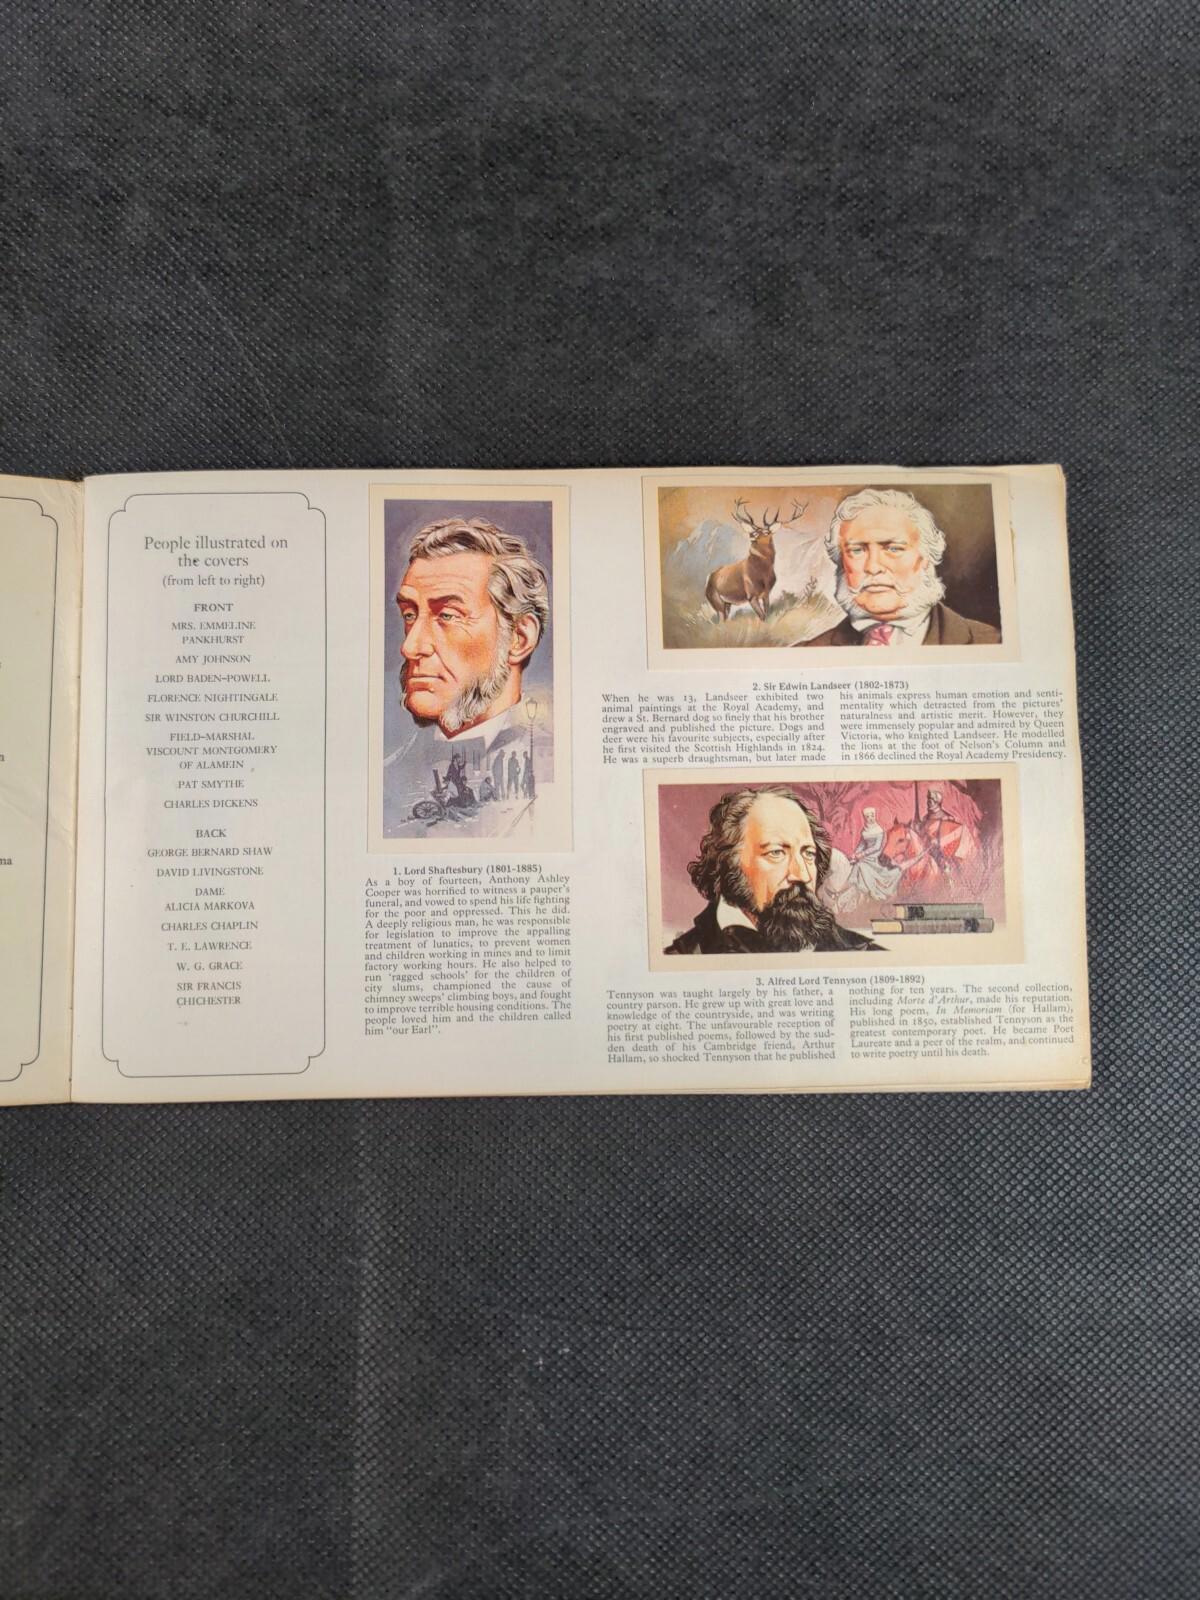 People illustrated on
the covers
(from left to right)
FRONT
MRS. EMMELINE
PANKHURST
AMY JOHNSON
LORD BADEN-POWELL
FLORENCE NIGHTINGALE
SIR WINSTON CHURCHILL
FIELD-MARSHAL
VISCOUNT MONTGOMERY
OF ALAMEIN
PAT SMYTHE
CHARLES DICKENS
BACK
GEORGE BERNARD SHAW
DAVID LIVINGSTONE
DAME
ALICIA MARKOVA
CHARLES CHAPLIN
T. E. LAWRENCE
W. G. GRACE
SIR FRANCIS
CHICHESTER
1. Lord Shaftesbury (1801-1885)
As a boy of fourteen, Anthony Ashley
Cooper was horrified to witness a pauper's
funeral, and vowed to spend his life fighting
for the poor and oppressed. This he did.
A deeply religious man, he was responsible
for legislation to improve the appalling
treatment of lunatics, to prevent women
and children working in mines and to limit
factory working hours. He also helped to
run 'ragged schools' for the children of
city slums, championed the cause of
chimney sweeps' climbing boys, and fought
to improve terrible housing conditions. The
people loved him and the children called
him "our Earl".
2. Sir Edwin Landseer (1802-1873)
When he was 13, Landseer exhibited two
animal paintings at the Royal Academy, and
drew a St. Bernard dog so finely that his brother
engraved and published the picture. Dogs and
deer were his favourite subjects, especially after
he first visited the Scottish Highlands in 1824.
He was a superb draughtsman, but later made
his animals express human emotion and senti-
mentality which detracted from the pictures'
naturalness and artistic merit. However, they
were immensely popular and admired by Queen
Victoria, who knighted Landseer. He modelled
the lions at the foot of Nelson's Column and
in 1866 declined the Royal Academy Presidency.
3. Alfred Lord Tennyson (1809-1892)
Tennyson was taught largely by his father, a
country parson. He grew up with great love and
knowledge of the countryside, and was writing
poetry at eight. The unfavourable reception of
his first published poems, followed by the sud-
den death of his Cambridge friend, Arthur
Hallam, so shocked Tennyson that he published
nothing for ten years. The second collection,
including Morte d'Arthur, made his reputation.
His long poem, In Memoriam (for Hallam),
published in 1850, established Tennyson as the
greatest contemporary poet. He became Poet
Laureate and a peer of the realm, and continued
to write poetry until his death.